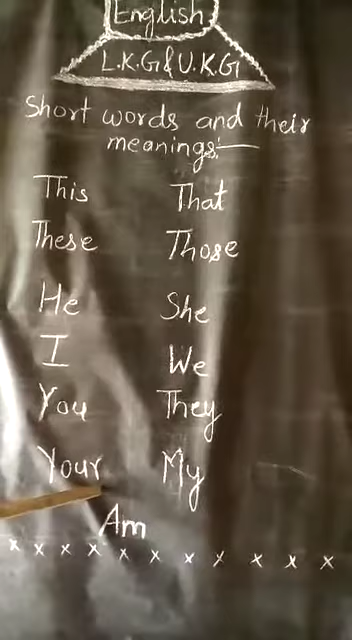 English
L.K.G & U.K.G
Short words and their
meanings:—
This That
These Those
He She
I We
You They
Your My
Am
x x x x x x x x x x x